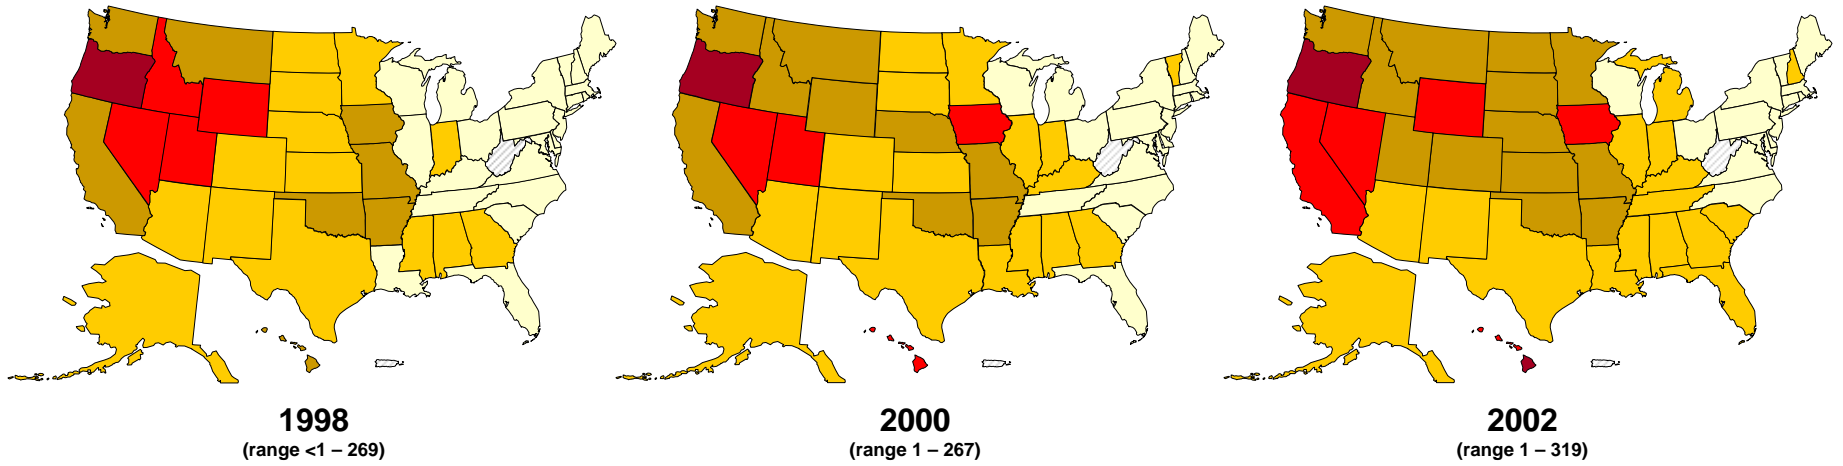 1998
(range <1 – 269)
2000
(range 1 – 267)
2002
(range 1 – 319)